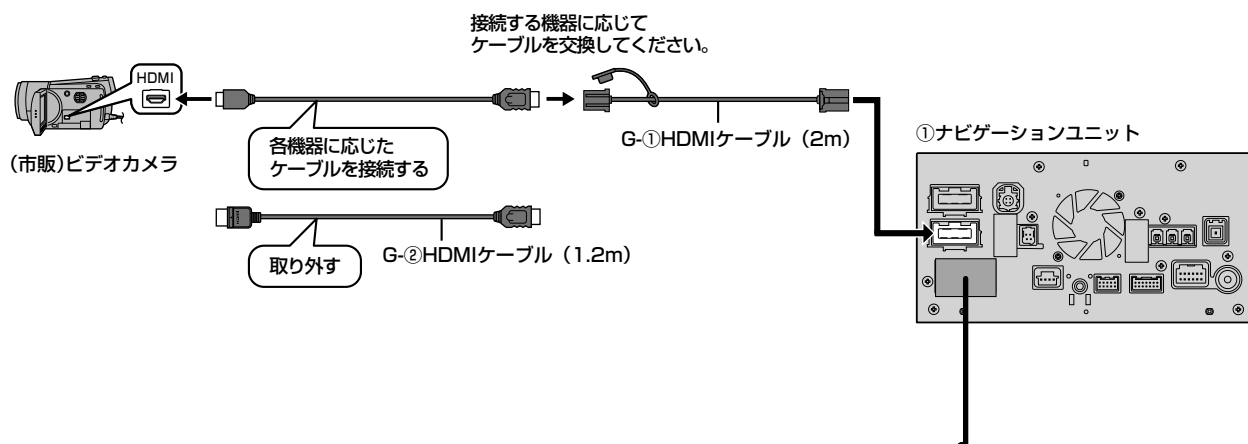 接続する機器に応じて
ケーブルを交換してください。
HDMI
(市販)ビデオカメラ
各機器に応じた
ケーブルを接続する
G-①HDMIケーブル（2m）
①ナビゲーションユニット
取り外す
G-②HDMIケーブル（1.2m）